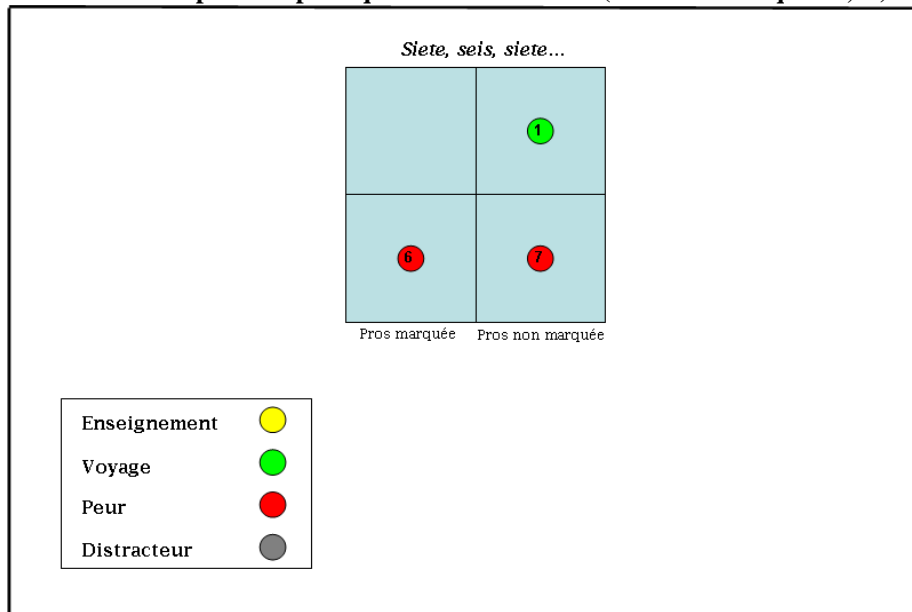 Siete, seis, siete...
1
6 7
Pros marquée Pros non marquée
Enseignement
Voyage
Peur
Distracteur